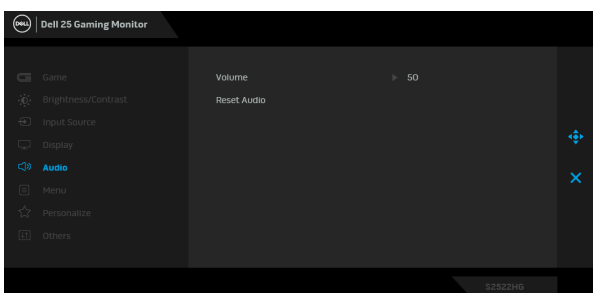 DELL
Dell 25 Gaming Monitor
Game
Brightness/Contrast
Input Source
Display
Audio
Menu
Personalize
Others
Volume 50
Reset Audio
S2522HG